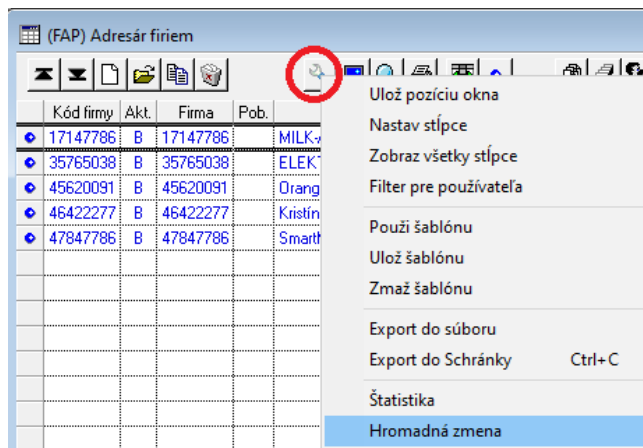 (FAP) Adresár firiem
Kód firmy Akt. Firma Pob.
17147786 B 17147786
35765038 B 35765038
45620091 B 45620091 Orang
46422277 B 46422277 Kristín
47847786 B 47847786
Ulož pozíciu okna
Nastav stĺpce
Zobraz všetky stĺpce
Filter pre používateľa
Použi šablónu
Ulož šablónu
Zmaž šablónu
Export do súboru
Export do Schránky Ctrl+C
Štatistika
Hromadná zmena